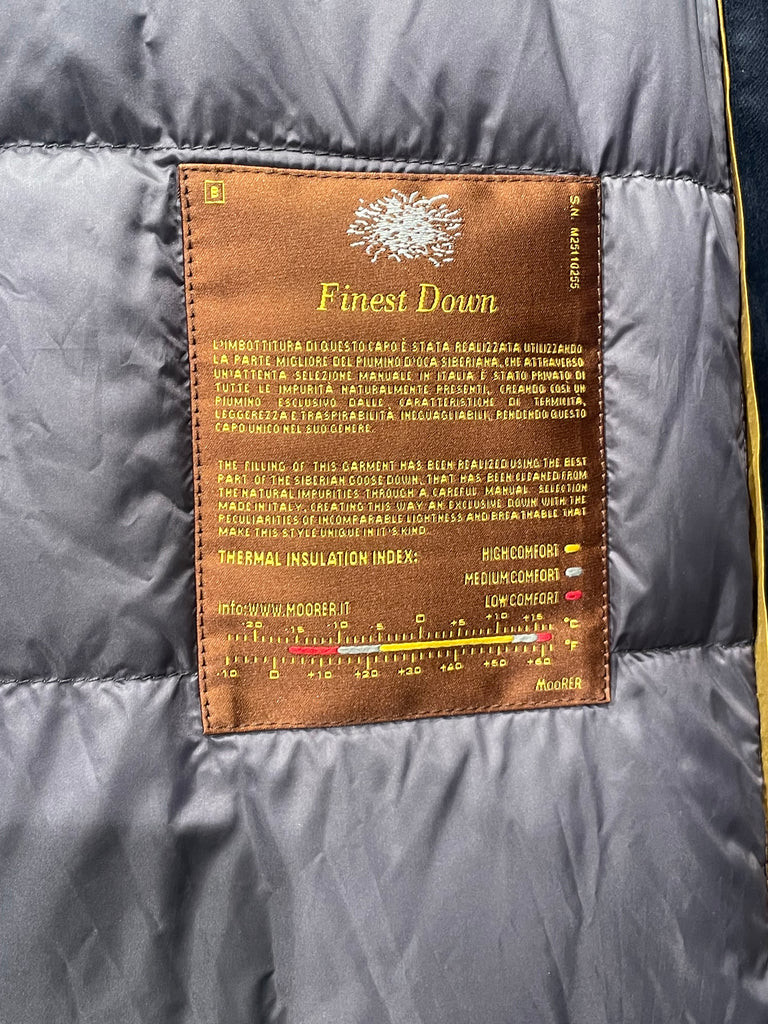 B
S.N. M25110255
Finest Down
L'IMBOTTITURA DI QUESTO CAPO È STATA REALIZZATA UTILIZZANDO
LA PARTE MIGLIORE DEL PIUMINO D'OCA SIBERIANA, CHE ATTRAVERSO
UN'ATTENTA SELEZIONE MANUALE IN ITALIA È STATO PRIVATO DI
TUTTE LE IMPURITÀ NATURALMENTE PRESENTI, CREANDO COSÌ UN
PIUMINO ESCLUSIVO DALLE CARATTERISTICHE DI TERMICITÀ,
LEGGEREZZA E TRASPIRABILITÀ INEGUAGLIABILI, RENDENDO QUESTO
CAPO UNICO NEL SUO GENERE.
THE FILLING OF THIS GARMENT HAS BEEN REALIZED USING THE BEST
PART OF THE SIBERIAN GOOSE DOWN, THAT HAS BEEN CLEANED FROM
THE NATURAL IMPURITIES THROUGH A CAREFUL MANUAL SELECTION
MADE IN ITALY, CREATING THIS WAY AN EXCLUSIVE DOWN WITH THE
PECULIARITIES OF INCOMPARABLE LIGHTNESS AND BREATHABLE THAT
MAKE THIS STYLE UNIQUE IN IT'S KIND.
THERMAL INSULATION INDEX: HIGH COMFORT
MEDIUM COMFORT
LOW COMFORT
info: WWW.MOORER.IT
-20 -15 -10 -5 0 +5 +10 +15 °C
°F
-10 0 +10 +20 +30 +40 +50 +60
MooRER